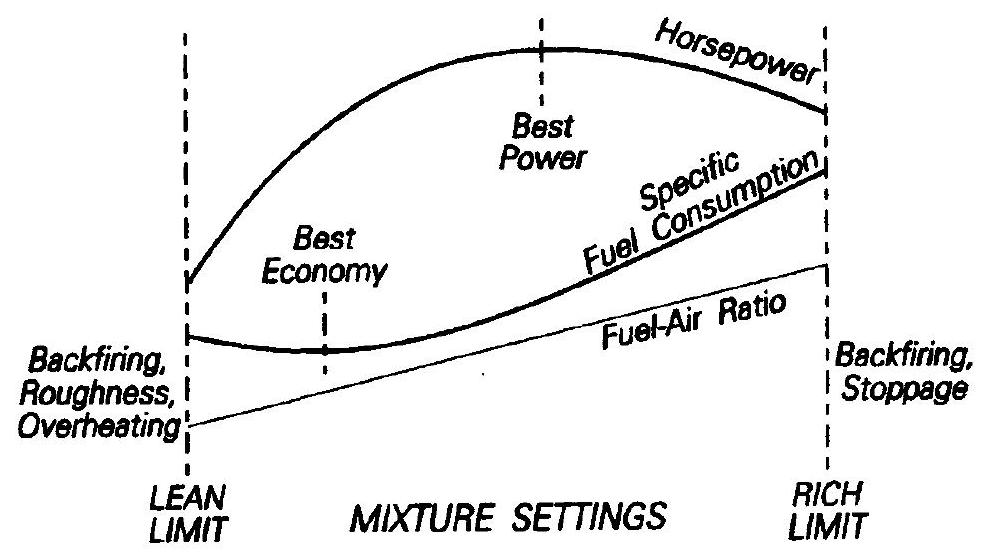 Horsepower
Best
Power
Specific
Fuel Consumption
Best
Economy
Fuel-Air Ratio
Backfiring,
Roughness,
Overheating
Backfiring,
Stoppage
LEAN
LIMIT
MIXTURE SETTINGS
RICH
LIMIT